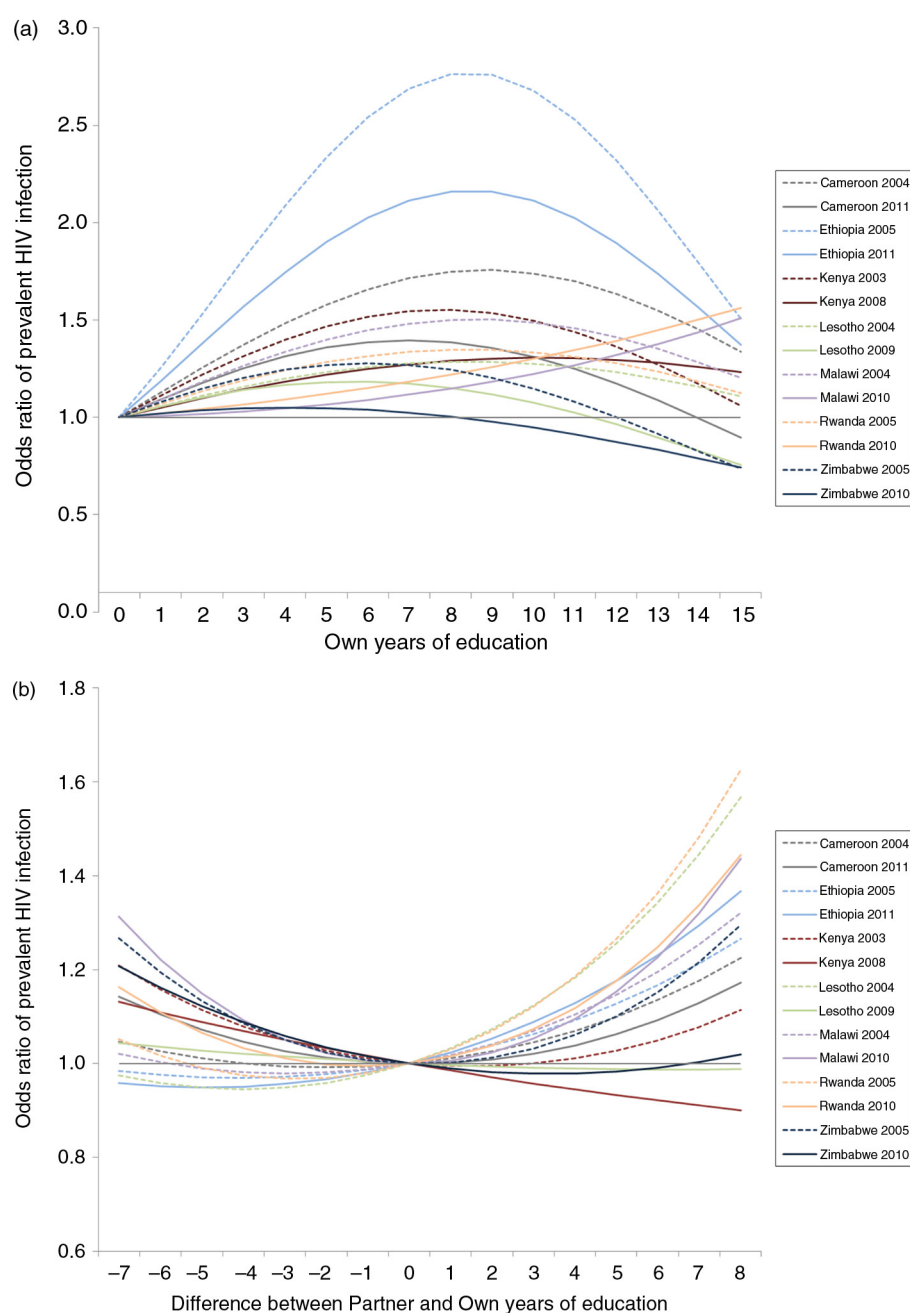 (a)
3.0
2.5
2.0
1.5
1.0
0.5
0.0
Odds ratio of prevalent HIV infection
0 1 2 3 4 5 6 7 8 9 10 11 12 13 14 15
Own years of education
Cameroon 2004
Cameroon 2011
Ethiopia 2005
Ethiopia 2011
Kenya 2003
Kenya 2008
Lesotho 2004
Lesotho 2009
Malawi 2004
Malawi 2010
Rwanda 2005
Rwanda 2010
Zimbabwe 2005
Zimbabwe 2010
(b)
1.8
1.6
1.4
1.2
1.0
0.8
0.6
Odds ratio of prevalent HIV infection
–7 –6 –5 –4 –3 –2 –1 0 1 2 3 4 5 6 7 8
Difference between Partner and Own years of education
Cameroon 2004
Cameroon 2011
Ethiopia 2005
Ethiopia 2011
Kenya 2003
Kenya 2008
Lesotho 2004
Lesotho 2009
Malawi 2004
Malawi 2010
Rwanda 2005
Rwanda 2010
Zimbabwe 2005
Zimbabwe 2010